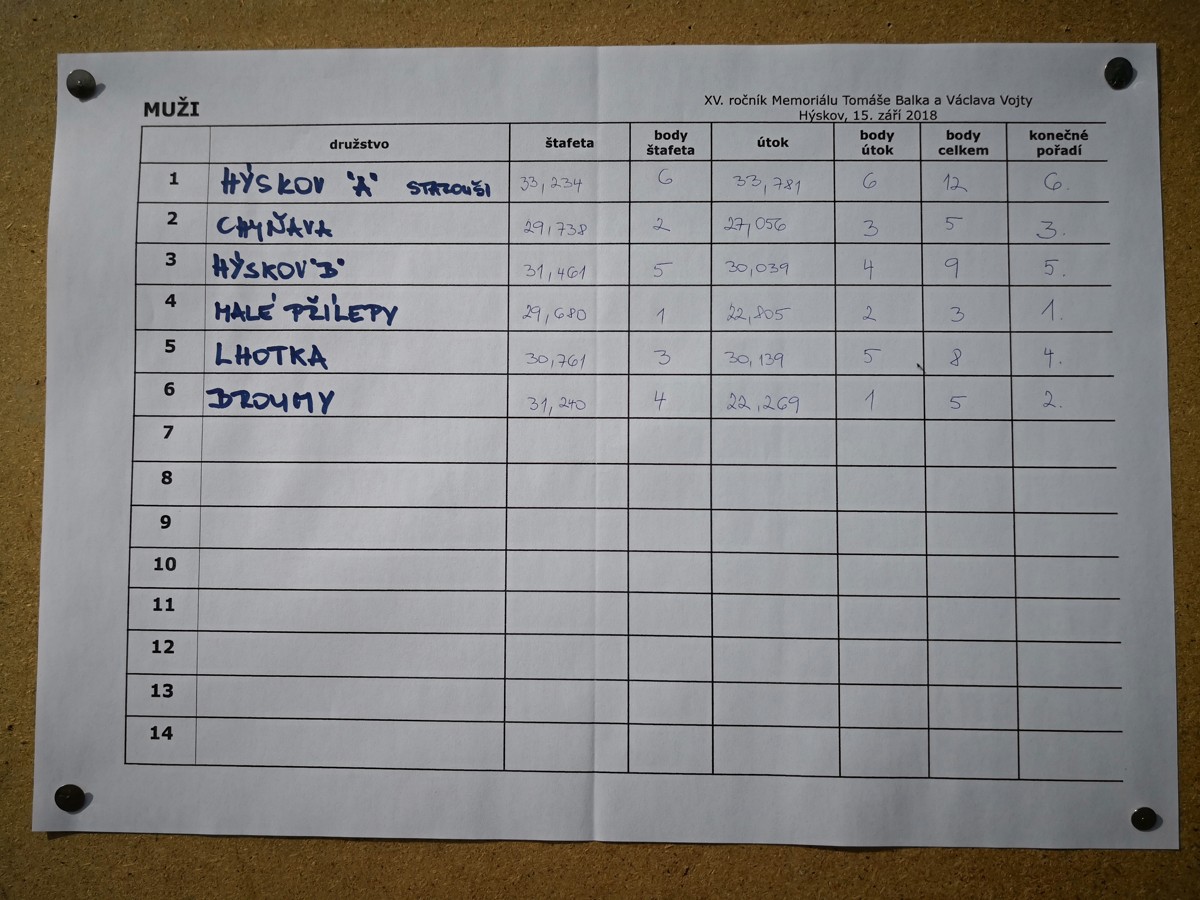 MUŽI
XV. ročník Memoriálu Tomáše Balka a Václava Vojty
Hýskov, 15. září 2018
družstvo štafeta body štafeta útok body útok body celkem konečné pořadí
1 HÝSKOV "A" STAROUŠI 33,234 6 33,781 6 12 6.
2 CHYŇAVA 29,738 2 27,056 3 5 3.
3 HÝSKOV "B" 31,461 5 30,039 4 9 5.
4 MALÉ PŘÍLEPY 29,680 1 22,805 2 3 1.
5 LHOTKA 30,761 3 30,139 5 8 4.
6 BROUMY 31,240 4 22,269 1 5 2.
7
8
9
10
11
12
13
14